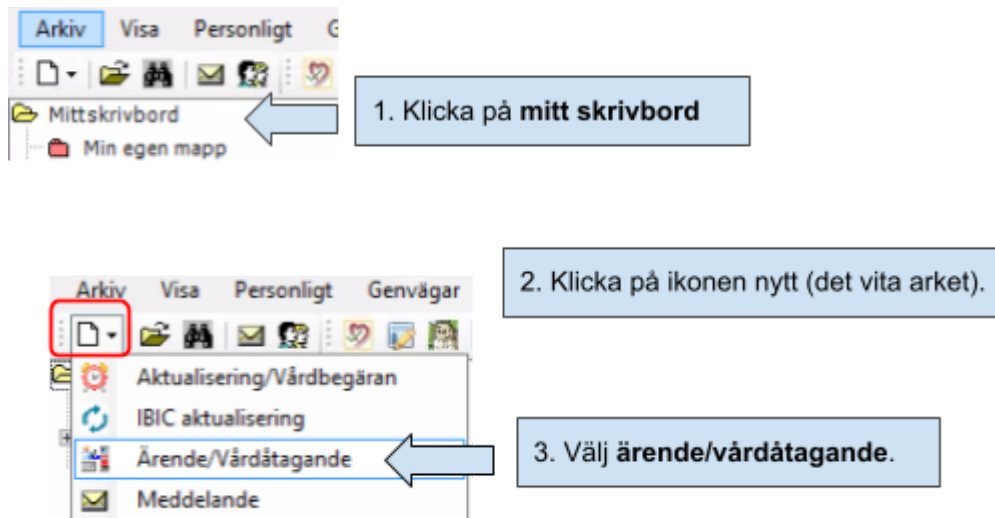 Arkiv Visa Personligt G
Mittskrivbord
Min egen mapp
1. Klicka på mitt skrivbord
2. Klicka på ikonen nytt (det vita arket).
Arkiv Visa Personligt Genvägar
Aktualisering/Vårdbegäran
IBIC aktualisering
Ärende/Vårdåtagande
Meddelande
3. Välj ärende/vårdåtagande.